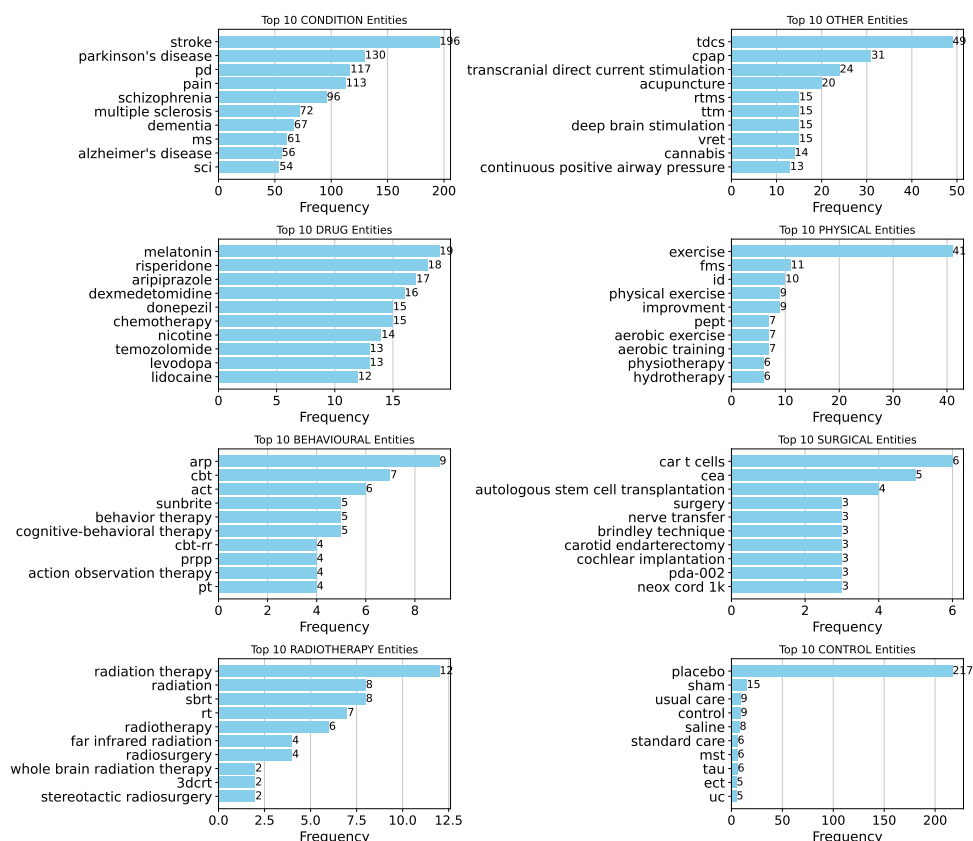 Top 10 CONDITION Entities
stroke 196
parkinson's disease 130
pd 117
pain 113
schizophrenia 96
multiple sclerosis 72
dementia 67
ms 61
alzheimer's disease 56
sci 54
0 50 100 150 200
Frequency
Top 10 OTHER Entities
tdcs 49
cpap 31
transcranial direct current stimulation 24
acupuncture 20
rtms 15
ttm 15
deep brain stimulation 15
vret 15
cannabis 14
continuous positive airway pressure 13
0 10 20 30 40 50
Frequency
Top 10 DRUG Entities
melatonin 19
risperidone 18
aripiprazole 17
dexmedetomidine 16
donepezil 15
chemotherapy 15
nicotine 14
temozolomide 13
levodopa 13
lidocaine 12
0 5 10 15
Frequency
Top 10 PHYSICAL Entities
exercise 41
fms 11
id 10
physical exercise 9
improvment 9
pept 7
aerobic exercise 7
aerobic training 7
physiotherapy 6
hydrotherapy 6
0 10 20 30 40
Frequency
Top 10 BEHAVIOURAL Entities
arp 9
cbt 7
act 6
sunbrite 5
behavior therapy 5
cognitive-behavioral therapy 5
cbt-rr 4
prpp 4
action observation therapy 4
pt 4
0 2 4 6 8
Frequency
Top 10 SURGICAL Entities
car t cells 6
cea 5
autologous stem cell transplantation 4
surgery 3
nerve transfer 3
brindley technique 3
carotid endarterectomy 3
cochlear implantation 3
pda-002 3
neox cord 1k 3
0 2 4 6
Frequency
Top 10 RADIOTHERAPY Entities
radiation therapy 12
radiation 8
sbrt 8
rt 7
radiotherapy 6
far infrared radiation 4
radiosurgery 4
whole brain radiation therapy 2
3dcrt 2
stereotactic radiosurgery 2
0.0 2.5 5.0 7.5 10.0 12.5
Frequency
Top 10 CONTROL Entities
placebo 217
sham 15
usual care 9
control 9
saline 8
standard care 6
mst 6
tau 6
ect 5
uc 5
0 50 100 150 200
Frequency